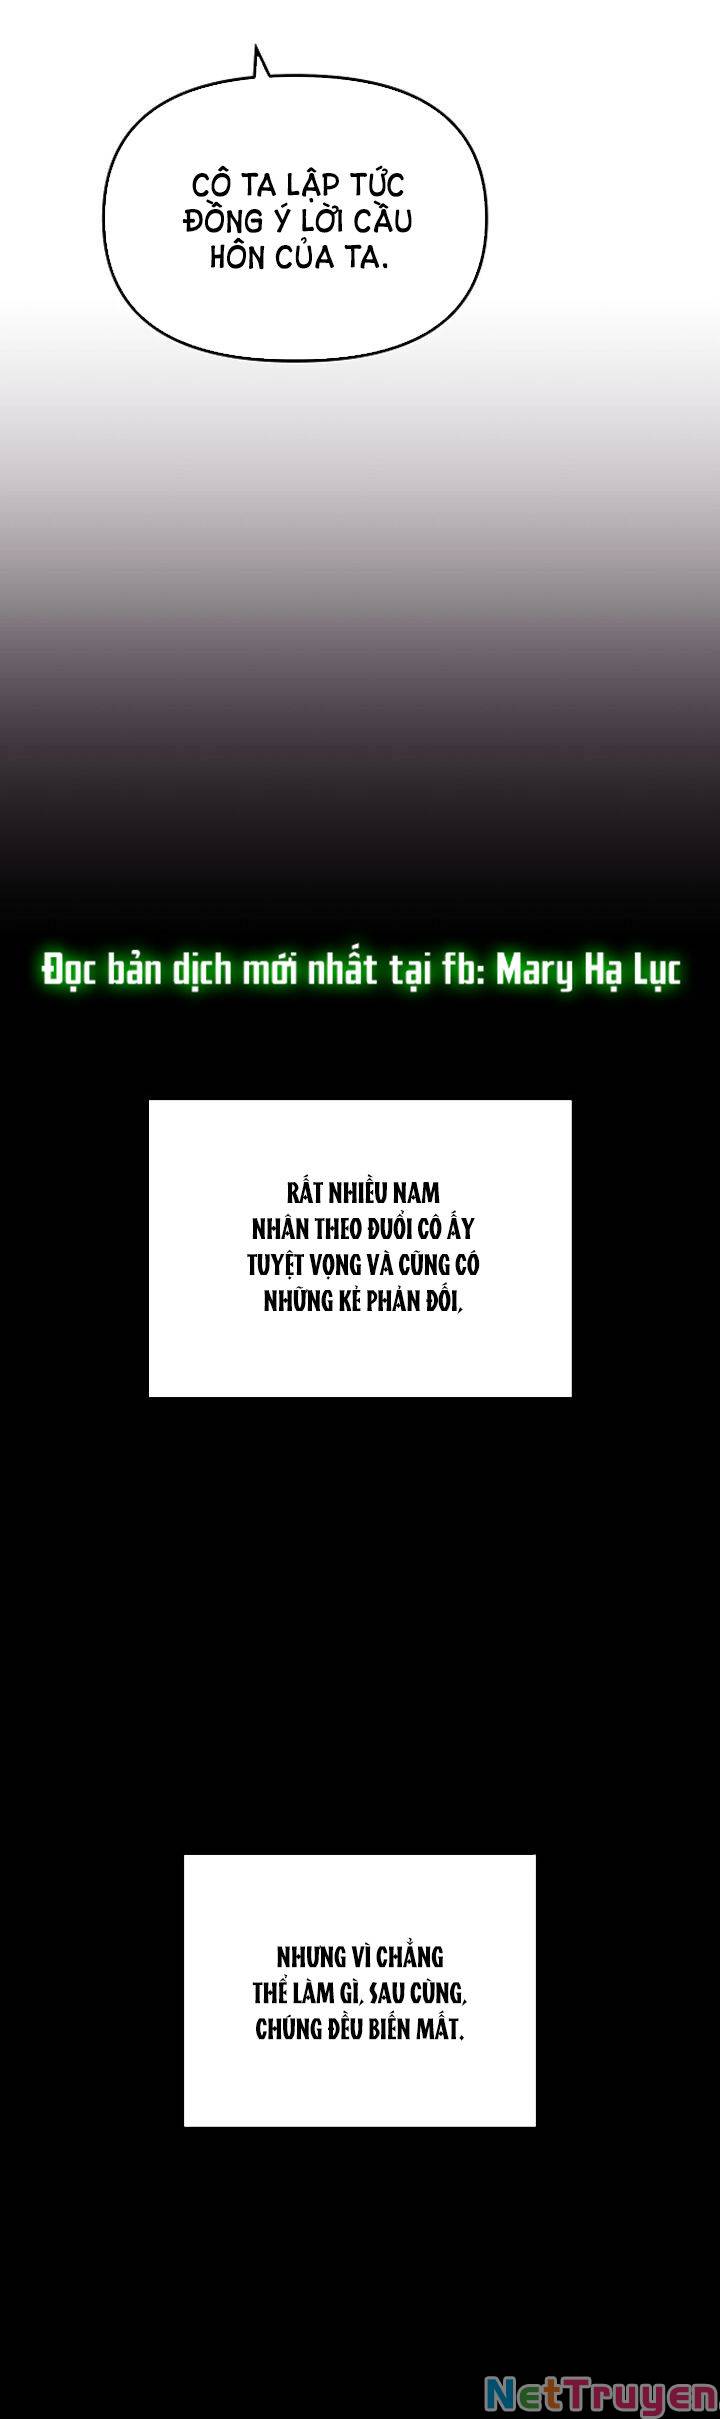 CÔ TA LẬP TỨC
ĐỒNG Ý LỜI CẦU
HÔN CỦA TA.
Đọc bản dịch mới nhất tại fb: Mary Hạ Lục
RẤT NHIỀU NAM
NHÂN THEO ĐUỔI CÔ ẤY
TUYỆT VỌNG VÀ CŨNG CÓ
NHỮNG KẺ PHẢN ĐỐI,
NHƯNG VÌ CHẲNG
THỂ LÀM GÌ, SAU CÙNG,
CHÚNG ĐỀU BIẾN MẤT.
NetTruyen